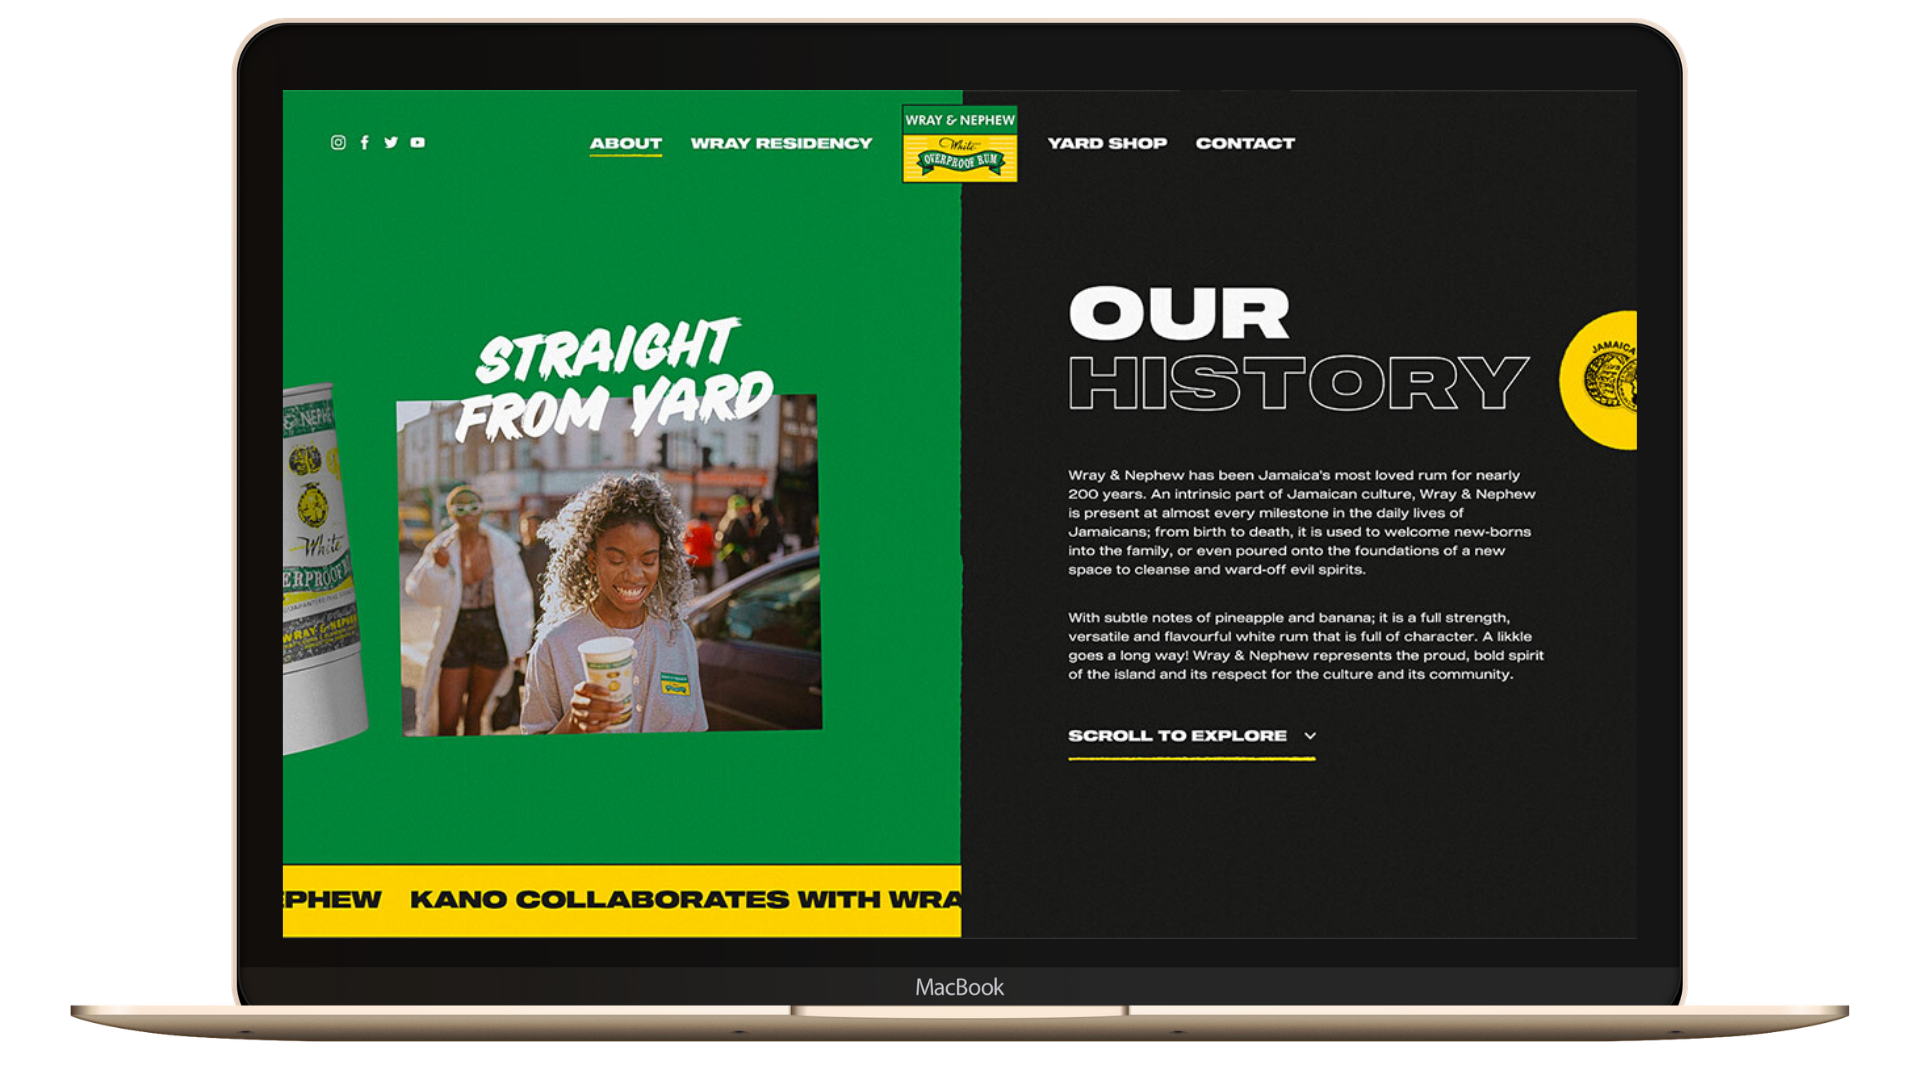 ABOUT
WRAY RESIDENCY
WRAY & NEPHEW
White
OVERPROOF RUM
YARD SHOP
CONTACT
STRAIGHT
FROM YARD
& NEPHE
White
ERPROOF
WRAY & NEPHE
OUR
HISTORY
JAMAICA
Wray & Nephew has been Jamaica's most loved rum for nearly
200 years. An intrinsic part of Jamaican culture, Wray & Nephew
is present at almost every milestone in the daily lives of
Jamaicans; from birth to death, it is used to welcome new-borns
into the family, or even poured onto the foundations of a new
space to cleanse and ward-off evil spirits.
With subtle notes of pineapple and banana; it is a full strength,
versatile and flavourful white rum that is full of character. A likkle
goes a long way! Wray & Nephew represents the proud, bold spirit
of the island and its respect for the culture and its community.
SCROLL TO EXPLORE
EPHEW KANO COLLABORATES WITH WRA
MacBook